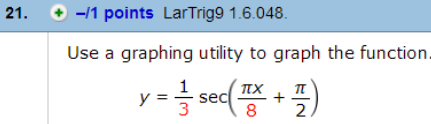 21. + –/1 points LarTrig9 1.6.048.
Use a graphing utility to graph the function.
y = 1/3 sec(πx/8 + π/2)